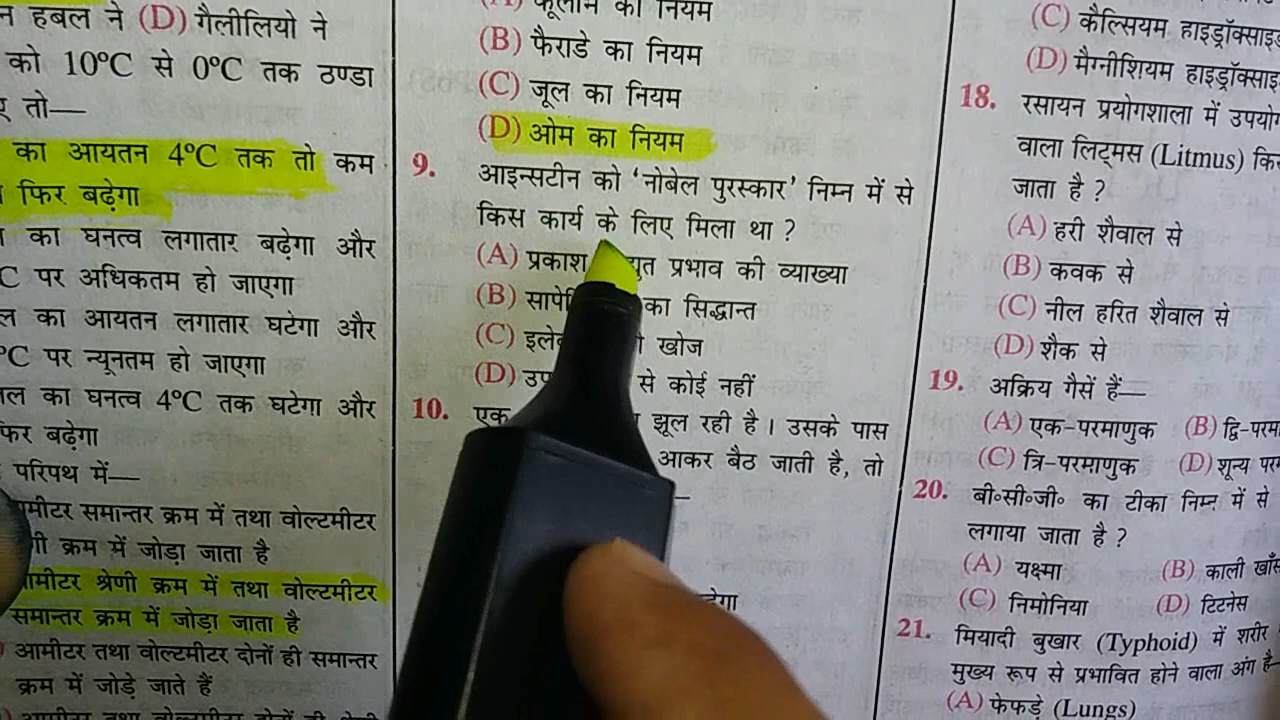 हबल ने (D) गैलीलियो ने
को 10°C से 0°C तक ठण्डा
तो—
का आयतन 4°C तक तो कम
फिर बढ़ेगा
का घनत्व लगातार बढ़ेगा और
C पर अधिकतम हो जाएगा
का आयतन लगातार घटेगा और
°C पर न्यूनतम हो जाएगा
का घनत्व 4°C तक घटेगा और
फिर बढ़ेगा
परिपथ में—
समान्तर क्रम में तथा वोल्टमीटर
क्रम में जोड़ा जाता है
श्रेणी क्रम में तथा वोल्टमीटर
समान्तर क्रम में जोड़ा जाता है
आमीटर तथा वोल्टमीटर दोनों ही समान्तर
क्रम में जोड़े जाते हैं
कूलॉम का नियम
(B) फैराडे का नियम
(C) जूल का नियम
(D) ओम का नियम
9. आइन्सटीन को ‘नोबेल पुरस्कार’ निम्न में से
किस कार्य के लिए मिला था ?
(A) प्रकाश प्रभाव की व्याख्या
(B) का सिद्धान्त
(C) खोज
(D) से कोई नहीं
10. एक झूल रही है। उसके पास
आकर बैठ जाती है, तो
(C) कैल्सियम
(D) मैग्नीशियम
18. रसायन प्रयोगशाला में
वाला लिट्मस (Litmus)
जाता है ?
(A) हरी शैवाल से
(B) कवक से
(C) नील हरित शैवाल से
(D) शैक से
19. अक्रिय गैसें हैं—
(A) एक-परमाणुक (B)
(C) त्रि-परमाणुक (D) शून्य
20. बी॰सी॰जी॰ का टीका निम्न में से
लगाया जाता है ?
(A) यक्ष्मा (B) काली
(C) निमोनिया (D) टिटनेस
21. मियादी बुखार (Typhoid) में शरीर
मुख्य रूप से प्रभावित होने वाला अंग है—
(A) फेफड़े (Lungs)